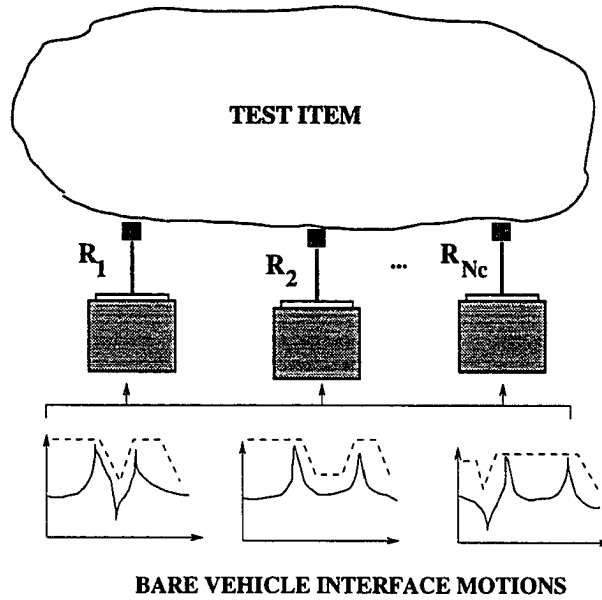 TEST ITEM
R1
R2
...
RNc
BARE VEHICLE INTERFACE MOTIONS